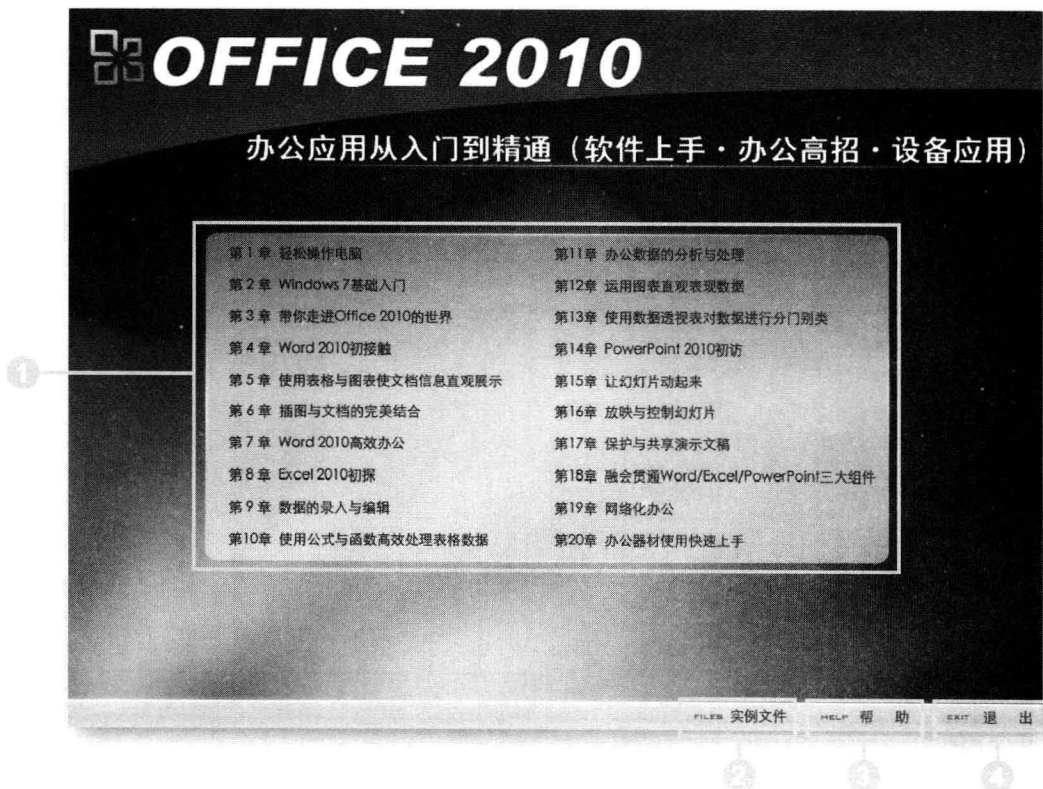 OFFICE 2010
办公应用从入门到精通（软件上手·办公高招·设备应用）
第1章 轻松操作电脑
第2章 Windows 7基础入门
第3章 带你走进Office 2010的世界
第4章 Word 2010初接触
第5章 使用表格与图表使文档信息直观展示
第6章 插图与文档的完美结合
第7章 Word 2010高效办公
第8章 Excel 2010初探
第9章 数据的录入与编辑
第10章 使用公式与函数高效处理表格数据
第11章 办公数据的分析与处理
第12章 运用图表直观表现数据
第13章 使用数据透视表对数据进行分门别类
第14章 PowerPoint 2010初访
第15章 让幻灯片动起来
第16章 放映与控制幻灯片
第17章 保护与共享演示文稿
第18章 融会贯通Word/Excel/PowerPoint三大组件
第19章 网络化办公
第20章 办公器材使用快速上手
1
FILES 实例文件 HELP 帮 助 EXIT 退 出
2 3 4